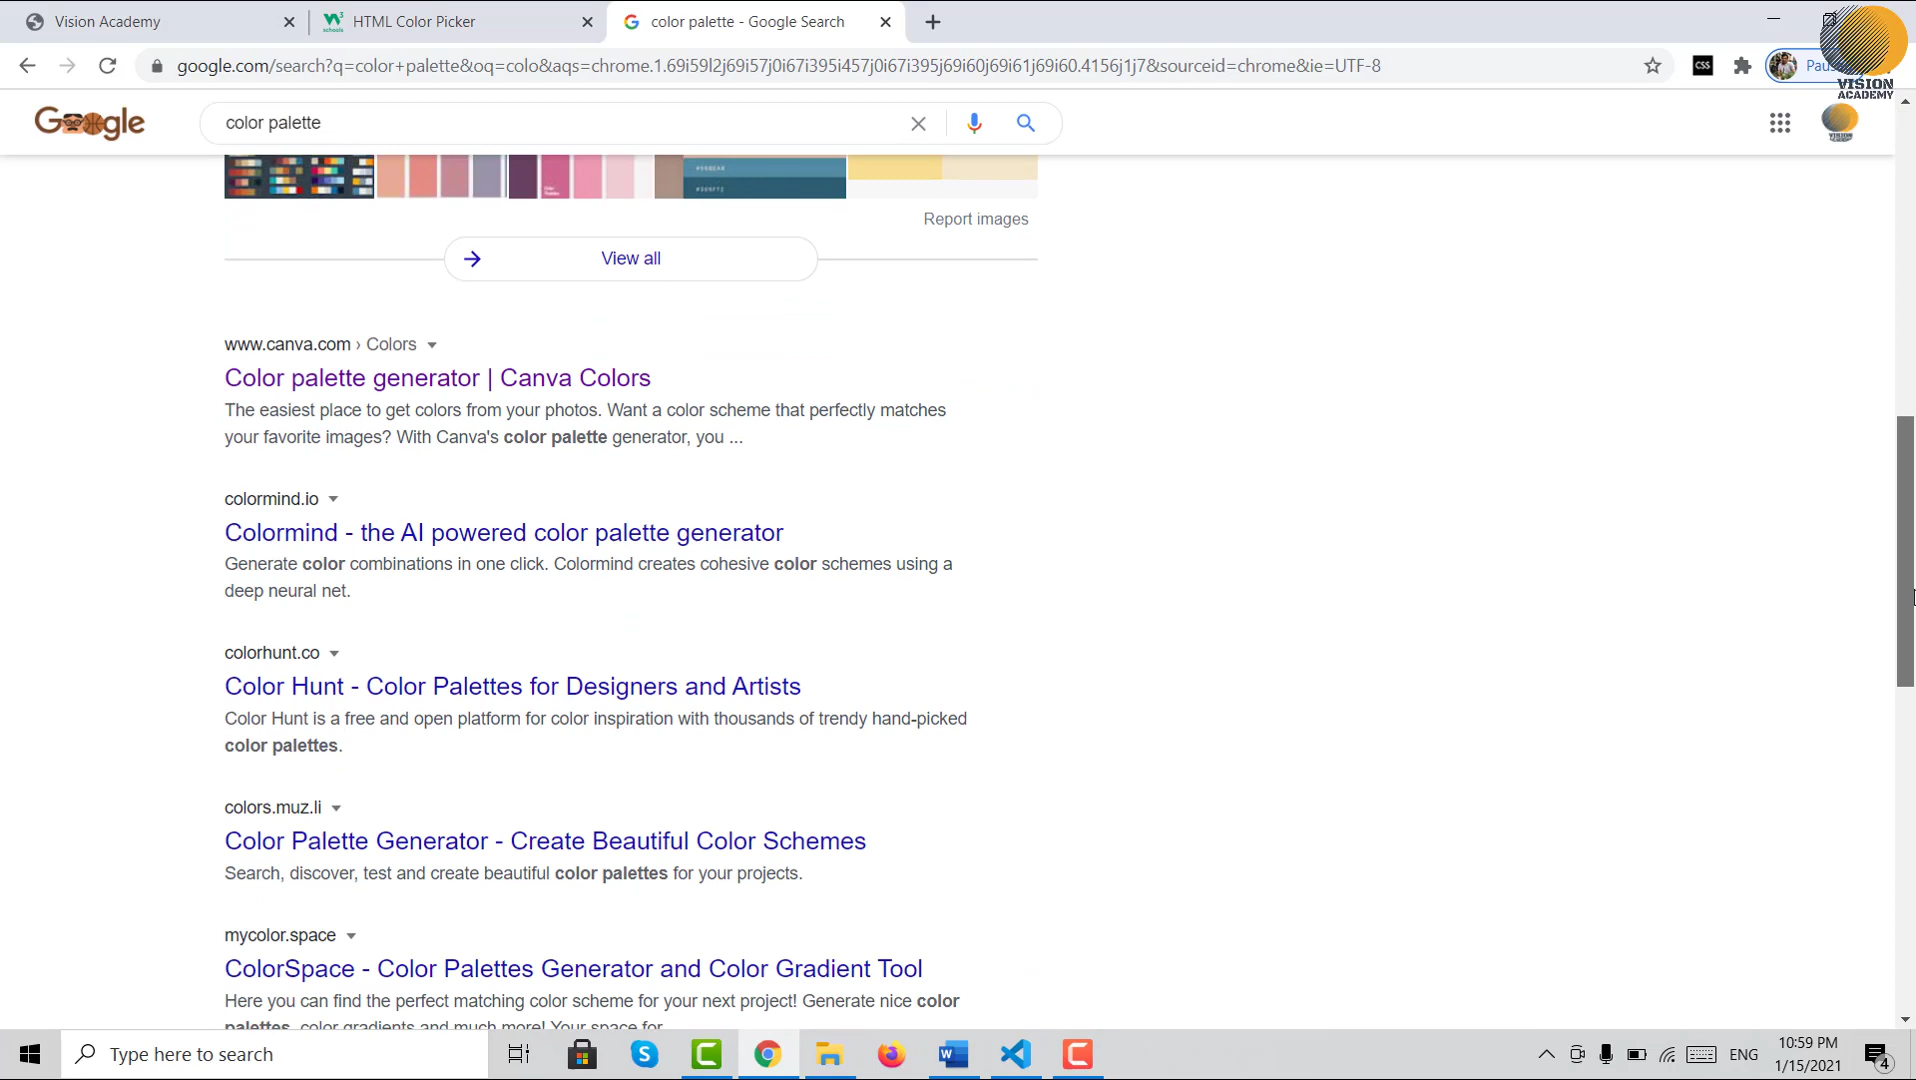 Vision Academy
HTML Color Picker
color palette - Google Search
google.com/search?q=color+palette&oq=colo&aqs=chrome.1.69i59l2j69i57j0i67i395i457j0i67i395j69i60j69i61j69i60.4156j1j7&sourceid=chrome&ie=UTF-8
CSS
VISION
ACADEMY
Google
color palette
Report images
View all
www.canva.com › Colors
Color palette generator | Canva Colors
The easiest place to get colors from your photos. Want a color scheme that perfectly matches
your favorite images? With Canva's color palette generator, you ...
colormind.io
Colormind - the AI powered color palette generator
Generate color combinations in one click. Colormind creates cohesive color schemes using a
deep neural net.
colorhunt.co
Color Hunt - Color Palettes for Designers and Artists
Color Hunt is a free and open platform for color inspiration with thousands of trendy hand-picked
color palettes.
colors.muz.li
Color Palette Generator - Create Beautiful Color Schemes
Search, discover, test and create beautiful color palettes for your projects.
mycolor.space
ColorSpace - Color Palettes Generator and Color Gradient Tool
Here you can find the perfect matching color scheme for your next project! Generate nice color
palettes, color gradients and much more! Your space for
Type here to search
ENG
10:59 PM
1/15/2021
4